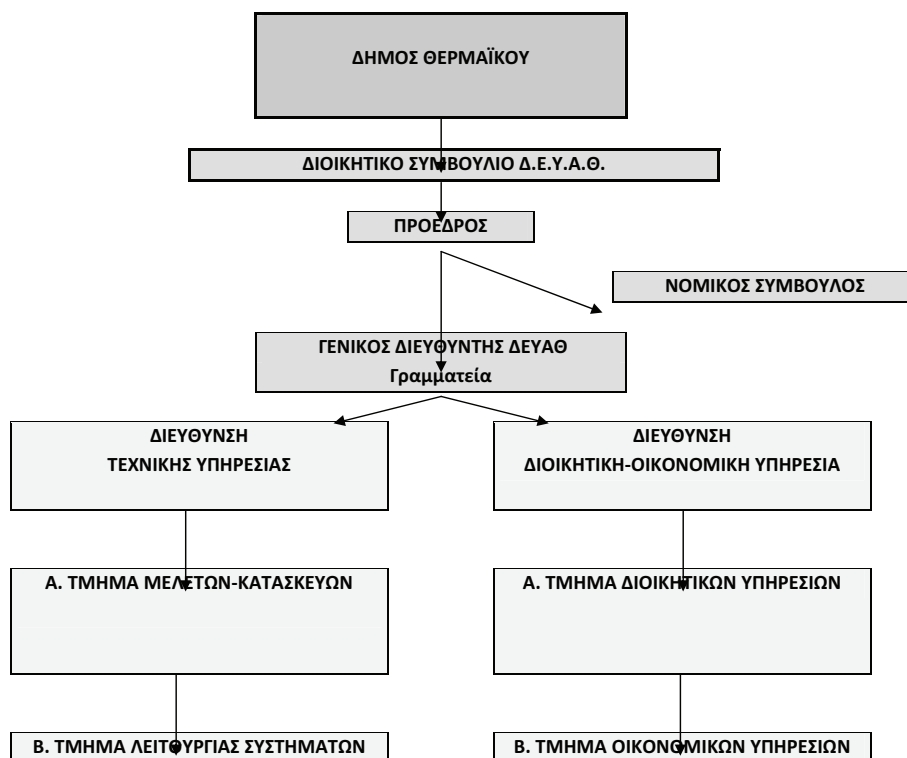 ΔΗΜΟΣ ΘΕΡΜΑΪΚΟΥ
ΔΙΟΙΚΗΤΙΚΟ ΣΥΜΒΟΥΛΙΟ Δ.Ε.Υ.Α.Θ.
ΠΡΟΕΔΡΟΣ
ΝΟΜΙΚΟΣ ΣΥΜΒΟΥΛΟΣ
ΓΕΝΙΚΟΣ ΔΙΕΥΘΥΝΤΗΣ ΔΕΥΑΘ
Γραμματεία
ΔΙΕΥΘΥΝΣΗ
ΤΕΧΝΙΚΗΣ ΥΠΗΡΕΣΙΑΣ
ΔΙΕΥΘΥΝΣΗ
ΔΙΟΙΚΗΤΙΚΗ-ΟΙΚΟΝΟΜΙΚΗ ΥΠΗΡΕΣΙΑ
Α. ΤΜΗΜΑ ΜΕΛΕΤΩΝ-ΚΑΤΑΣΚΕΥΩΝ
Α. ΤΜΗΜΑ ΔΙΟΙΚΗΤΙΚΩΝ ΥΠΗΡΕΣΙΩΝ
Β. ΤΜΗΜΑ ΛΕΙΤΟΥΡΓΙΑΣ ΣΥΣΤΗΜΑΤΩΝ
Β. ΤΜΗΜΑ ΟΙΚΟΝΟΜΙΚΩΝ ΥΠΗΡΕΣΙΩΝ